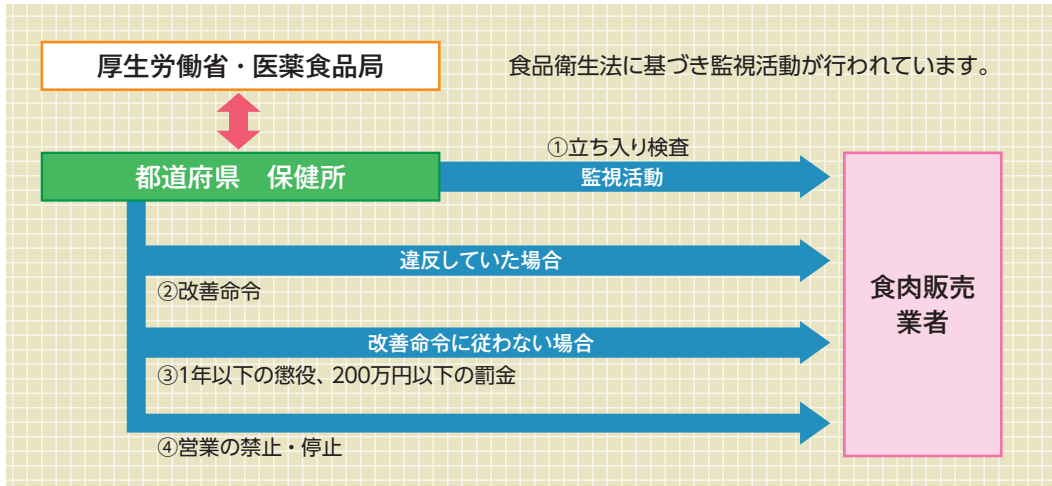 厚生労働省・医薬食品局
食品衛生法に基づき監視活動が行われています。
①立ち入り検査
都道府県　保健所
監視活動
違反していた場合
②改善命令
食肉販売
業者
改善命令に従わない場合
③1年以下の懲役、200万円以下の罰金
④営業の禁止・停止